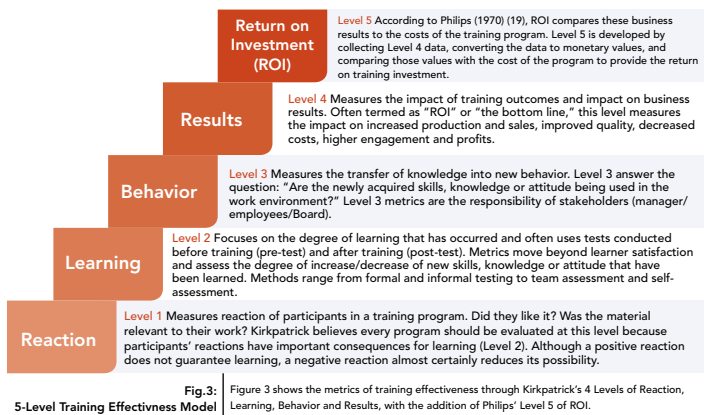 Return on
Investment
(ROI)
Level 5 According to Philips (1970) (19), ROI compares these business
results to the costs of the training program. Level 5 is developed by
collecting Level 4 data, converting the data to monetary values, and
comparing those values with the cost of the program to provide the return
on training investment.
Results
Level 4 Measures the impact of training outcomes and impact on business
results. Often termed as “ROI” or “the bottom line,” this level measures
the impact on increased production and sales, improved quality, decreased
costs, higher engagement and profits.
Behavior
Level 3 Measures the transfer of knowledge into new behavior. Level 3 answer the
question: “Are the newly acquired skills, knowledge or attitude being used in the
work environment?” Level 3 metrics are the responsibility of stakeholders (manager/
employees/Board).
Learning
Level 2 Focuses on the degree of learning that has occurred and often uses tests conducted
before training (pre-test) and after training (post-test). Metrics move beyond learner satisfaction
and assess the degree of increase/decrease of new skills, knowledge or attitude that have
been learned. Methods range from formal and informal testing to team assessment and self-
assessment.
Reaction
Level 1 Measures reaction of participants in a training program. Did they like it? Was the material
relevant to their work? Kirkpatrick believes every program should be evaluated at this level because
participants’ reactions have important consequences for learning (Level 2). Although a positive reaction
does not guarantee learning, a negative reaction almost certainly reduces its possibility.
Fig.3:
5-Level Training Effectivness Model
Figure 3 shows the metrics of training effectiveness through Kirkpatrick’s 4 Levels of Reaction,
Learning, Behavior and Results, with the addition of Philips’ Level 5 of ROI.